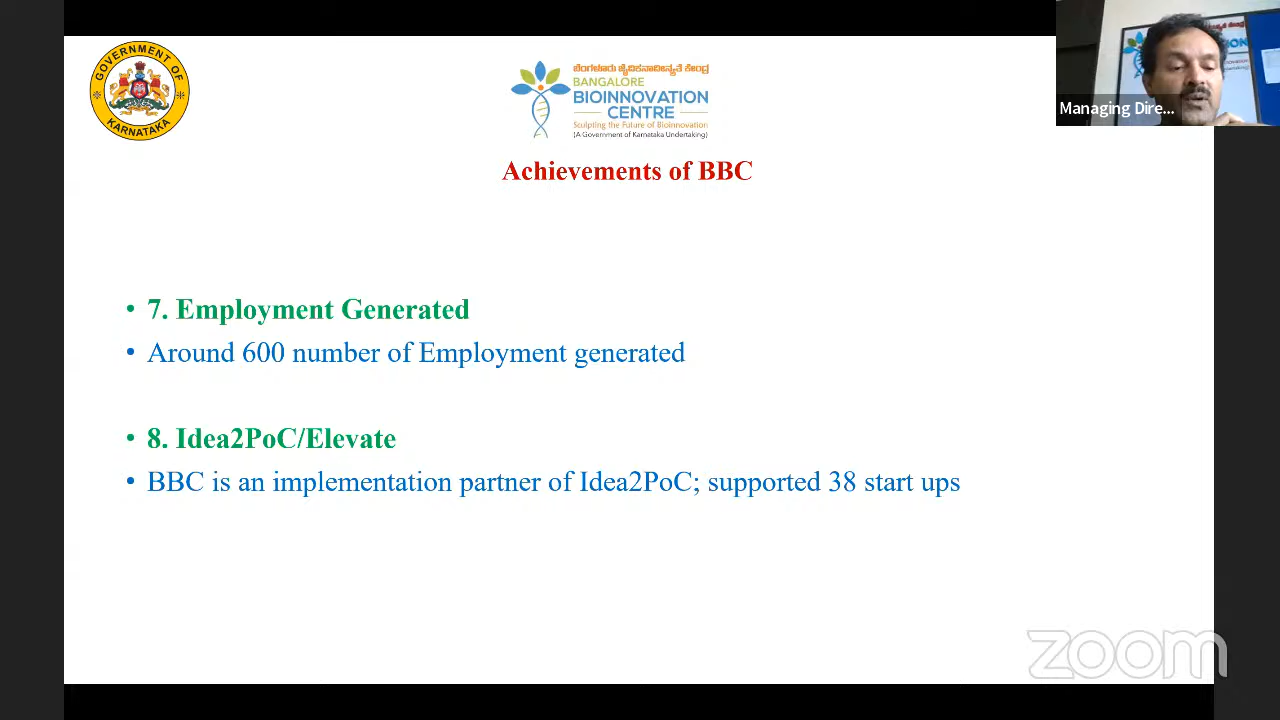 GOVERNMENT OF
KARNATAKA
ಬೆಂಗಳೂರು ಜೈವಿಕನಾವೀನ್ಯತೆ ಕೇಂದ್ರ
BANGALORE
BIOINNOVATION
CENTRE
Sculpting the Future of Bioinnovation
(A Government of Karnataka Undertaking)
Managing Dire...
Achievements of BBC
• 7. Employment Generated
• Around 600 number of Employment generated
• 8. Idea2PoC/Elevate
• BBC is an implementation partner of Idea2PoC; supported 38 start ups
zoom